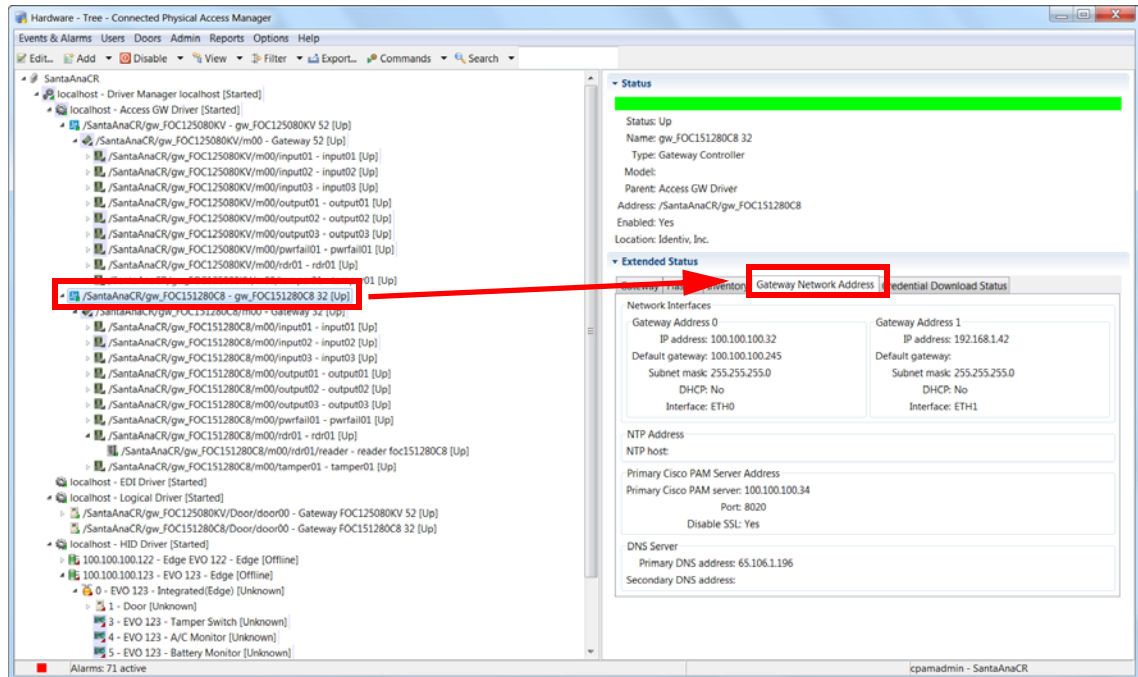 Hardware - Tree - Connected Physical Access Manager
Events & Alarms Users Doors Admin Reports Options Help
Edit... Add Disable View Filter Export... Commands Search
SantaAnaCR
localhost - Driver Manager localhost [Started]
localhost - Access GW Driver [Started]
/SantaAnaCR/gw_FOC125080KV - gw_FOC125080KV 52 [Up]
/SantaAnaCR/gw_FOC125080KV/m00 - Gateway 52 [Up]
/SantaAnaCR/gw_FOC125080KV/m00/input01 - input01 [Up]
/SantaAnaCR/gw_FOC125080KV/m00/input02 - input02 [Up]
/SantaAnaCR/gw_FOC125080KV/m00/input03 - input03 [Up]
/SantaAnaCR/gw_FOC125080KV/m00/output01 - output01 [Up]
/SantaAnaCR/gw_FOC125080KV/m00/output02 - output02 [Up]
/SantaAnaCR/gw_FOC125080KV/m00/output03 - output03 [Up]
/SantaAnaCR/gw_FOC125080KV/m00/pwrfail01 - pwrfail01 [Up]
/SantaAnaCR/gw_FOC125080KV/m00/rdr01 - rdr01 [Up]
[Up]
/SantaAnaCR/gw_FOC151280C8 - gw_FOC151280C8 32 [Up]
/SantaAnaCR/gw_FOC151280C8/m00 - Gateway 32 [Up]
/SantaAnaCR/gw_FOC151280C8/m00/input01 - input01 [Up]
/SantaAnaCR/gw_FOC151280C8/m00/input02 - input02 [Up]
/SantaAnaCR/gw_FOC151280C8/m00/input03 - input03 [Up]
/SantaAnaCR/gw_FOC151280C8/m00/output01 - output01 [Up]
/SantaAnaCR/gw_FOC151280C8/m00/output02 - output02 [Up]
/SantaAnaCR/gw_FOC151280C8/m00/output03 - output03 [Up]
/SantaAnaCR/gw_FOC151280C8/m00/pwrfail01 - pwrfail01 [Up]
/SantaAnaCR/gw_FOC151280C8/m00/rdr01 - rdr01 [Up]
/SantaAnaCR/gw_FOC151280C8/m00/rdr01/reader - reader foc151280C8 [Up]
/SantaAnaCR/gw_FOC151280C8/m00/tamper01 - tamper01 [Up]
localhost - EDI Driver [Started]
localhost - Logical Driver [Started]
/SantaAnaCR/gw_FOC125080KV/Door/door00 - Gateway FOC125080KV 52 [Up]
/SantaAnaCR/gw_FOC151280C8/Door/door00 - Gateway FOC151280C8 32 [Up]
localhost - HID Driver [Started]
100.100.100.122 - Edge EVO 122 - Edge [Offline]
100.100.100.123 - EVO 123 - Edge [Offline]
0 - EVO 123 - Integrated(Edge) [Unknown]
1 - Door [Unknown]
3 - EVO 123 - Tamper Switch [Unknown]
4 - EVO 123 - A/C Monitor [Unknown]
5 - EVO 123 - Battery Monitor [Unknown]
Status
Status: Up
Name: gw_FOC151280C8 32
Type: Gateway Controller
Model:
Parent: Access GW Driver
Address: /SantaAnaCR/gw_FOC151280C8
Enabled: Yes
Location: Identiv, Inc.
Extended Status
Gateway Inventory Gateway Network Address Credential Download Status
Network Interfaces
Gateway Address 0
IP address: 100.100.100.32
Default gateway: 100.100.100.245
Subnet mask: 255.255.255.0
DHCP: No
Interface: ETH0
Gateway Address 1
IP address: 192.168.1.42
Default gateway:
Subnet mask: 255.255.255.0
DHCP: No
Interface: ETH1
NTP Address
NTP host:
Primary Cisco PAM Server Address
Primary Cisco PAM server: 100.100.100.34
Port: 8020
Disable SSL: Yes
DNS Server
Primary DNS address: 65.106.1.196
Secondary DNS address:
Alarms: 71 active
cpamadmin - SantaAnaCR